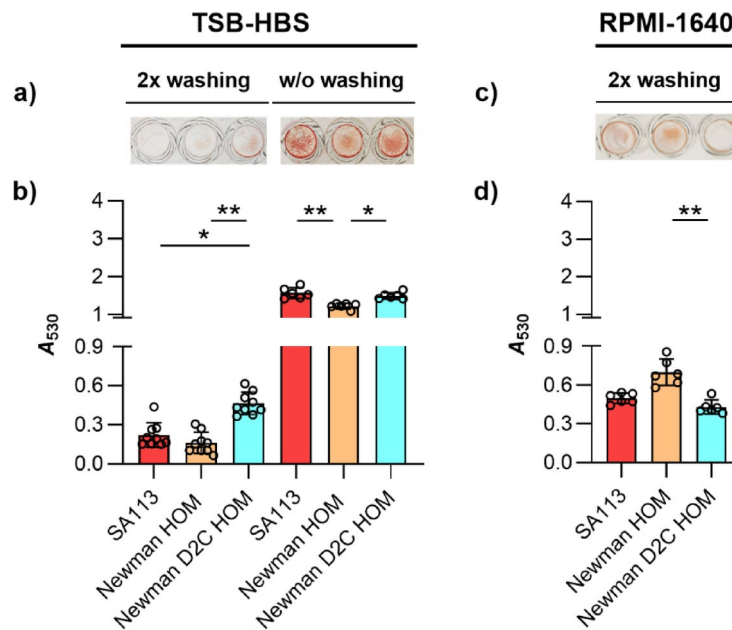 TSB-HBS
RPMI-1640
a)
2x washing
w/o washing
c)
2x washing
b)
d)
4
3
2
1
0.9
0.6
0.3
0.0
A530
**
*
**
*
SA113
Newman HOM
Newman D2C HOM
SA113
Newman HOM
Newman D2C HOM
4
3
2
1
0.9
0.6
0.3
0.0
A530
**
SA113
Newman HOM
Newman D2C HOM